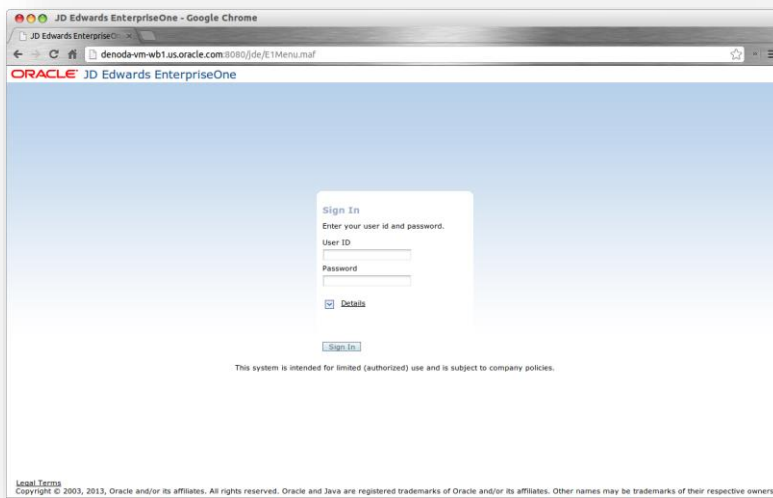 JD Edwards EnterpriseOne - Google Chrome
JD Edwards EnterpriseOn
denoda-vm-wb1.us.oracle.com:8080/jde/E1Menu.maf
ORACLE JD Edwards EnterpriseOne
Sign In
Enter your user id and password.
User ID
Password
Details
Sign In
This system is intended for limited (authorized) use and is subject to company policies.
Legal Terms
Copyright © 2003, 2013, Oracle and/or its affiliates. All rights reserved. Oracle and Java are registered trademarks of Oracle and/or its affiliates. Other names may be trademarks of their respective owners